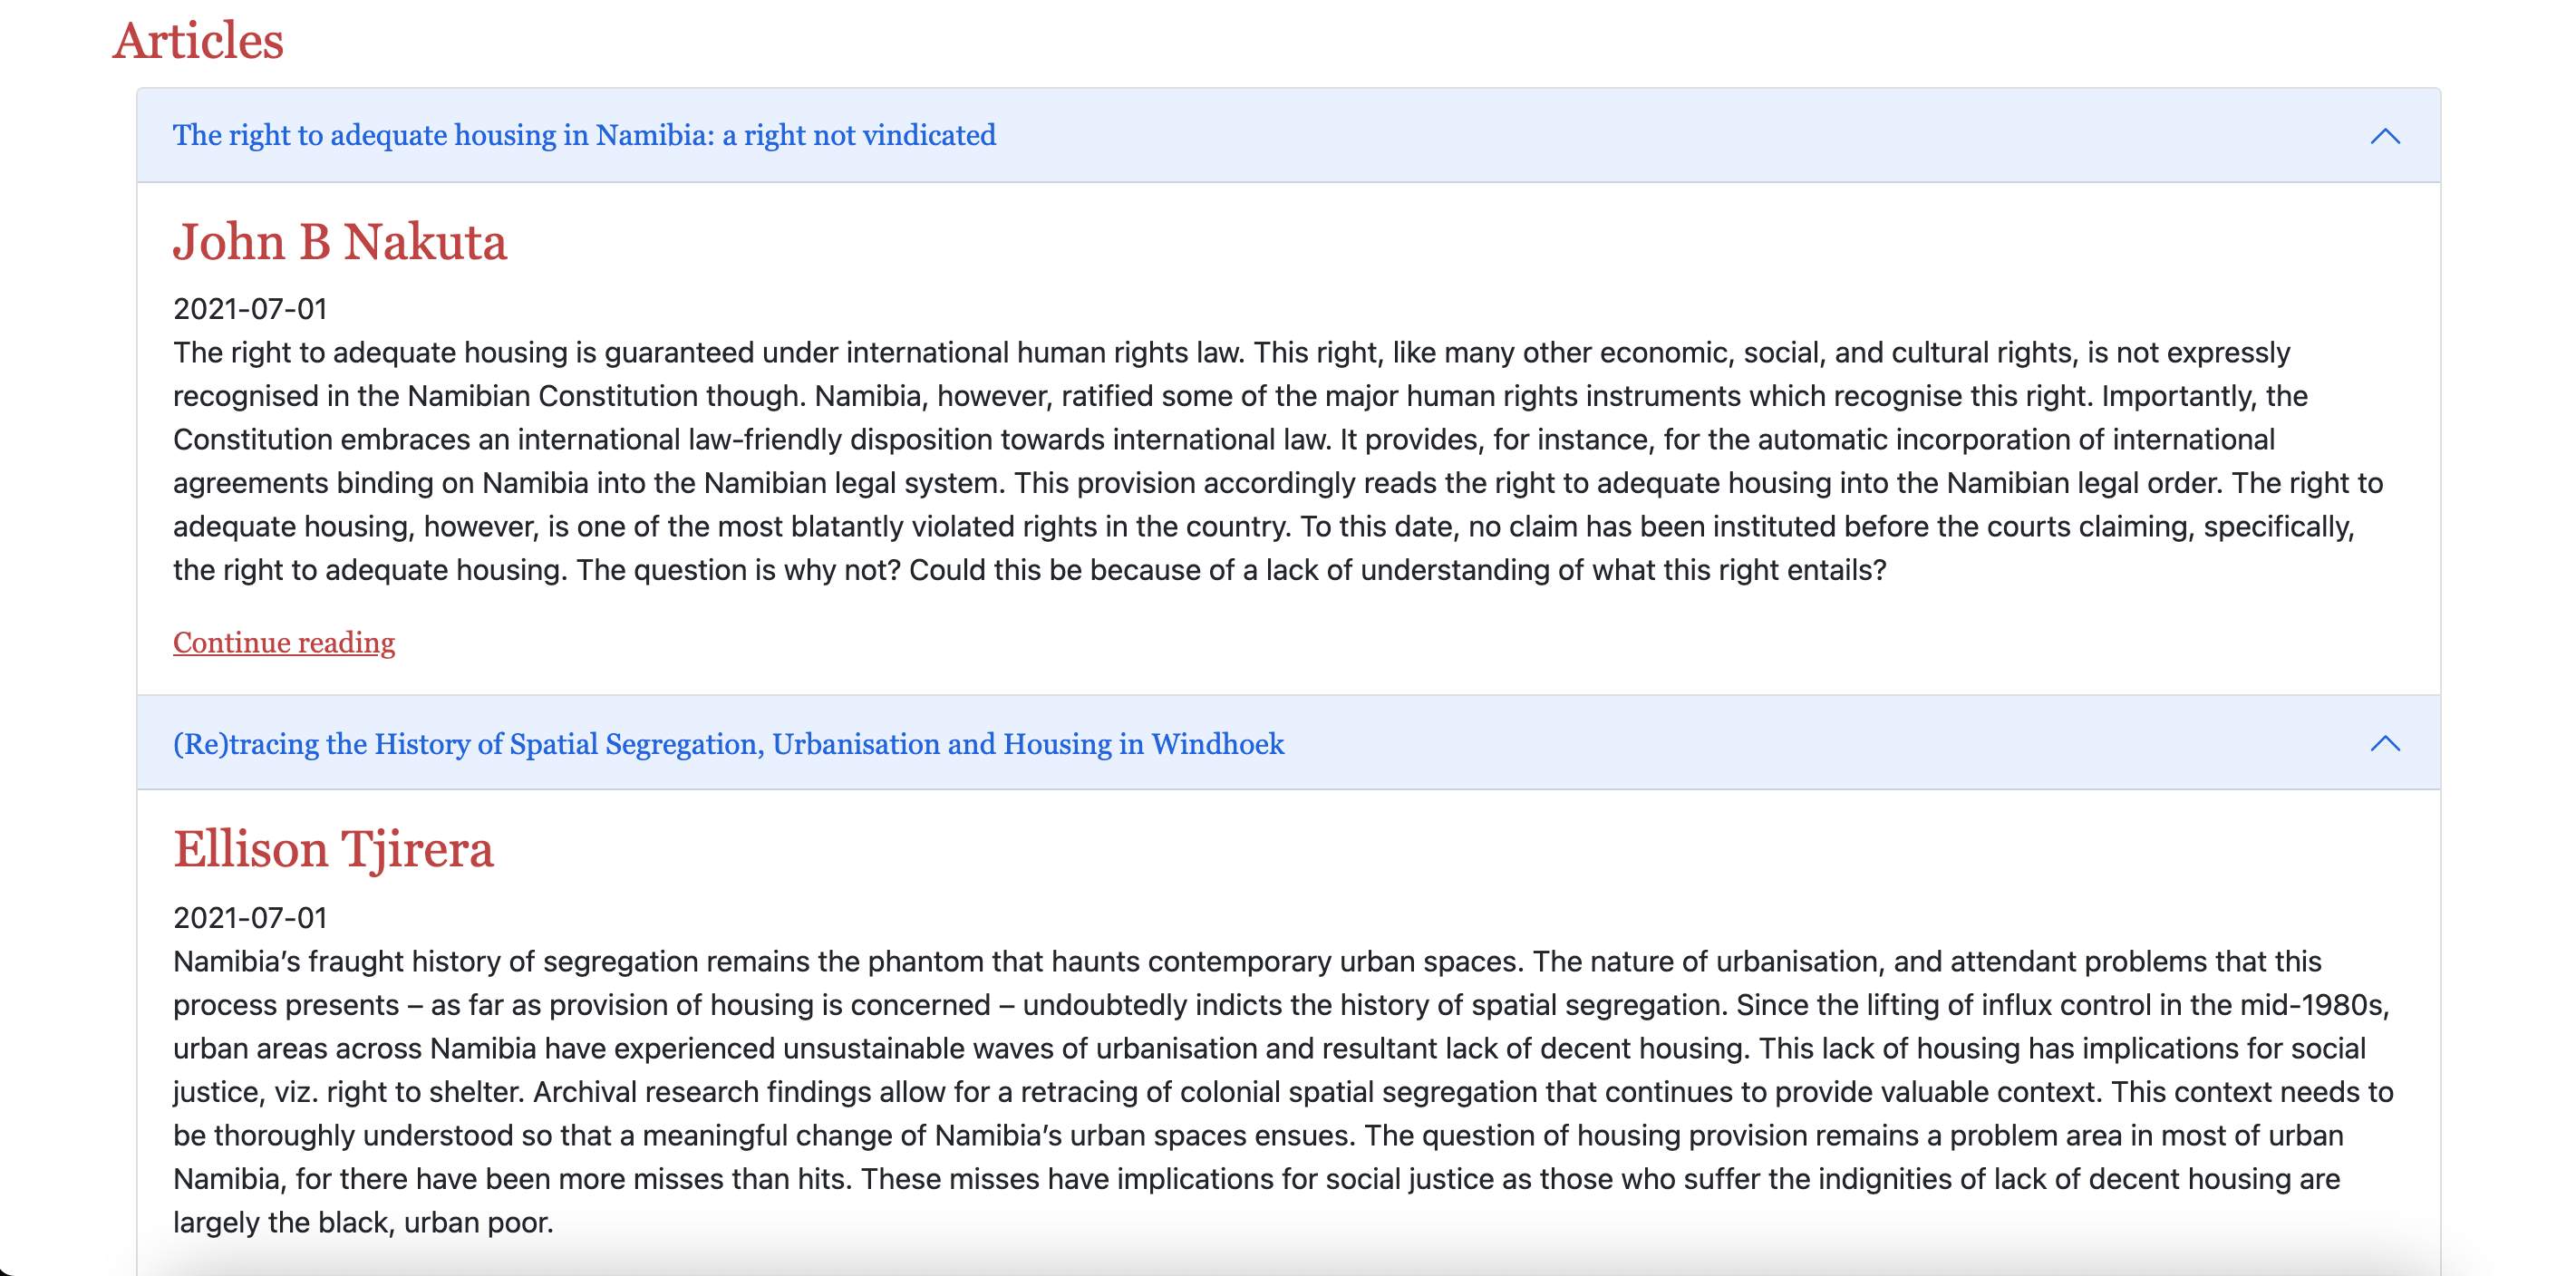 Articles
The right to adequate housing in Namibia: a right not vindicated
John B Nakuta
2021-07-01
The right to adequate housing is guaranteed under international human rights law. This right, like many other economic, social, and cultural rights, is not expressly
recognised in the Namibian Constitution though. Namibia, however, ratified some of the major human rights instruments which recognise this right. Importantly, the
Constitution embraces an international law-friendly disposition towards international law. It provides, for instance, for the automatic incorporation of international
agreements binding on Namibia into the Namibian legal system. This provision accordingly reads the right to adequate housing into the Namibian legal order. The right to
adequate housing, however, is one of the most blatantly violated rights in the country. To this date, no claim has been instituted before the courts claiming, specifically,
the right to adequate housing. The question is why not? Could this be because of a lack of understanding of what this right entails?
Continue reading
(Re)tracing the History of Spatial Segregation, Urbanisation and Housing in Windhoek
Ellison Tjirera
2021-07-01
Namibia’s fraught history of segregation remains the phantom that haunts contemporary urban spaces. The nature of urbanisation, and attendant problems that this
process presents – as far as provision of housing is concerned – undoubtedly indicts the history of spatial segregation. Since the lifting of influx control in the mid-1980s,
urban areas across Namibia have experienced unsustainable waves of urbanisation and resultant lack of decent housing. This lack of housing has implications for social
justice, viz. right to shelter. Archival research findings allow for a retracing of colonial spatial segregation that continues to provide valuable context. This context needs to
be thoroughly understood so that a meaningful change of Namibia’s urban spaces ensues. The question of housing provision remains a problem area in most of urban
Namibia, for there have been more misses than hits. These misses have implications for social justice as those who suffer the indignities of lack of decent housing are
largely the black, urban poor.